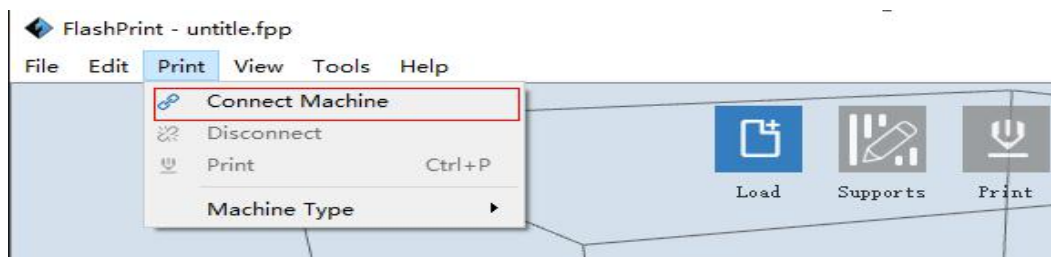 FlashPrint - untitle.fpp
File Edit Print View Tools Help
Connect Machine
Disconnect
Print Ctrl+P
Machine Type
Load Supports Print